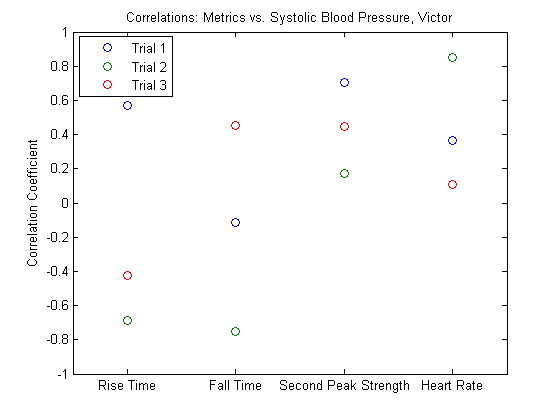 Correlations: Metrics vs. Systolic Blood Pressure, Victor
Trial 1
Trial 2
Trial 3
1
0.8
0.6
0.4
0.2
0
-0.2
-0.4
-0.6
-0.8
-1
Correlation Coefficient
Rise Time Fall Time Second Peak Strength Heart Rate